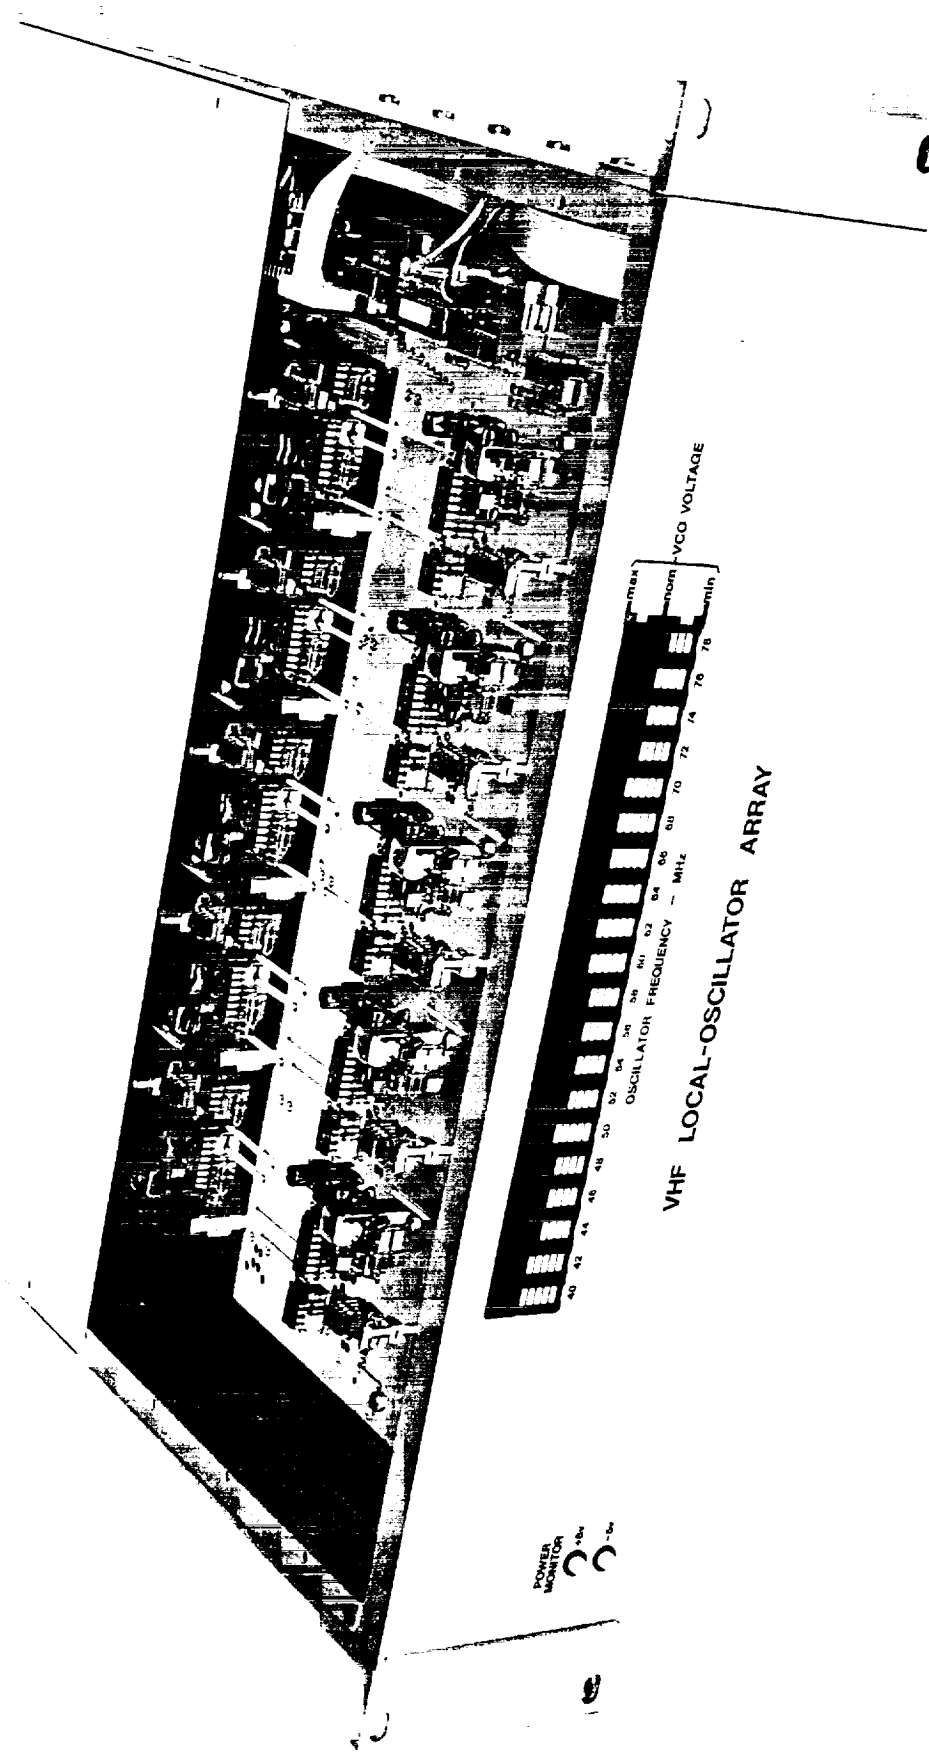 max
nom - VCO VOLTAGE
min
40 42 44 46 48 50 52 54 56 58 60 62 64 66 68 70 72 74 76 78
OSCILLATOR FREQUENCY - MHz
VHF LOCAL-OSCILLATOR ARRAY
POWER
MONITOR